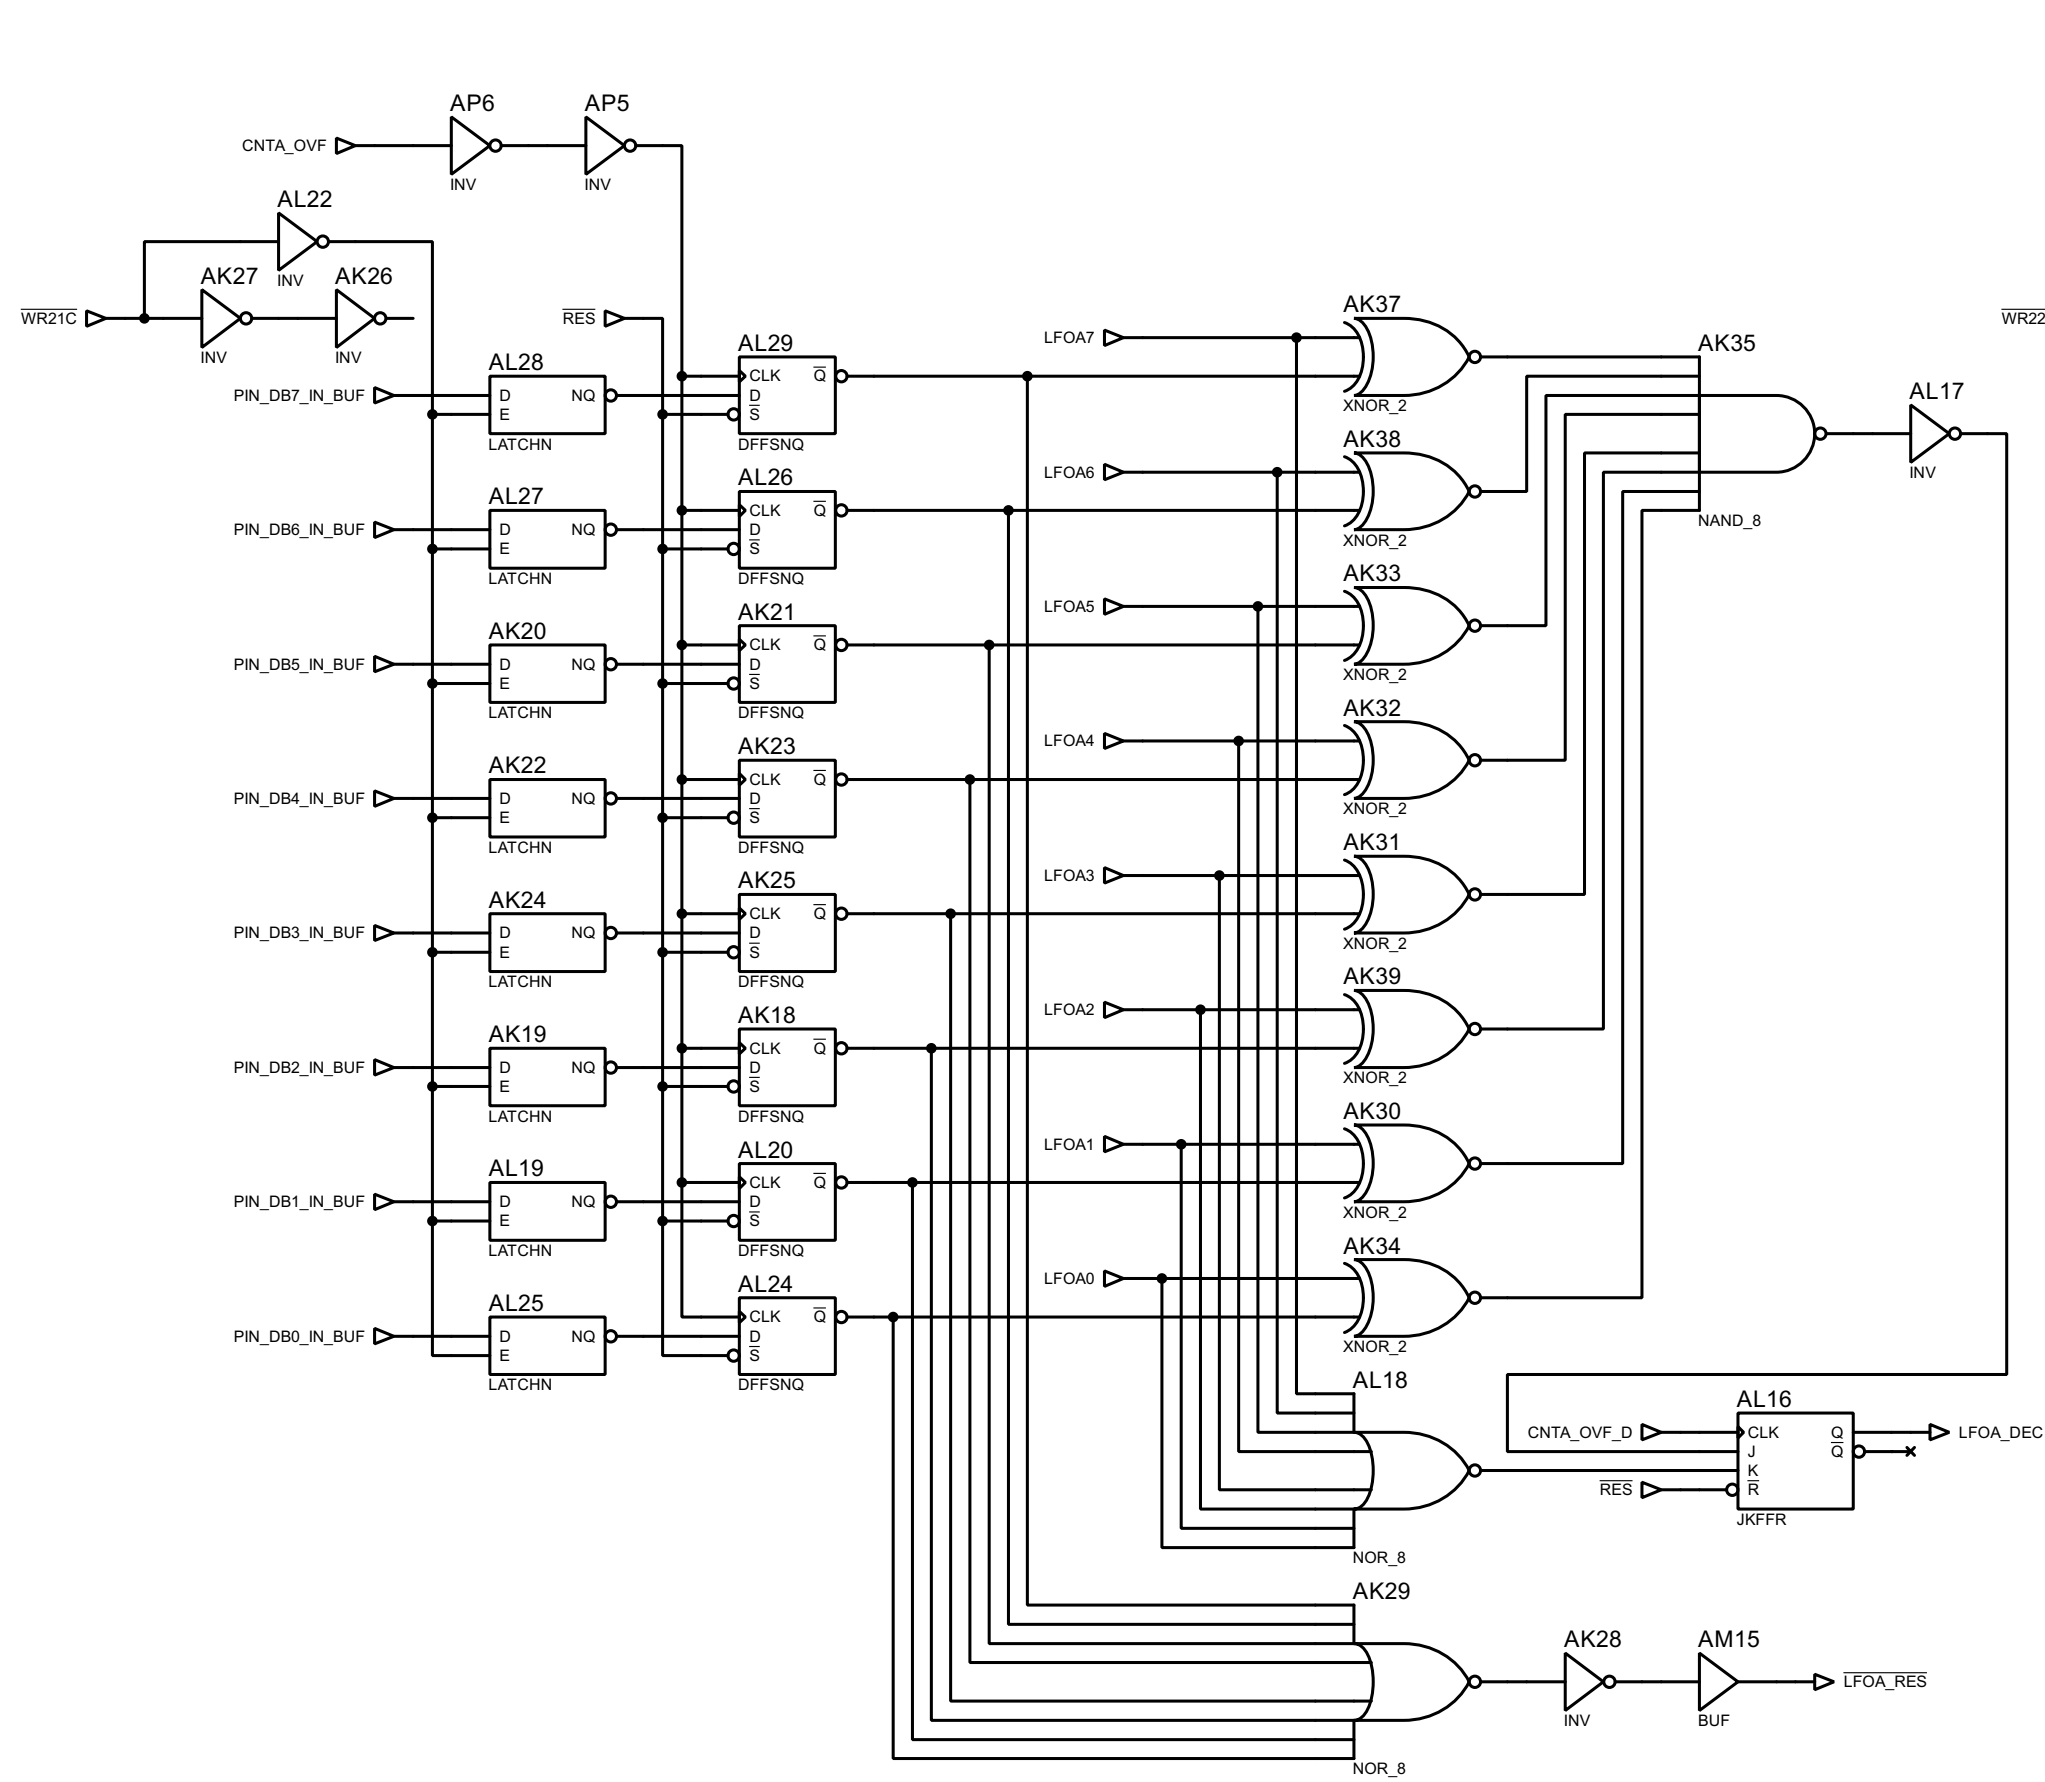 AP6
AP5
CNTA_OVF
INV
INV
AL22
INV
AK27
AK26
WR21C
INV
INV
RES
WR22
AL28
PIN_DB7_IN_BUF
D
E
NQ
LATCHN
AL29
CLK
D
S
Q
DFFSNQ
LFOA7
AK37
XNOR_2
AK35
NAND_8
AL17
INV
AL27
PIN_DB6_IN_BUF
D
E
NQ
LATCHN
AL26
CLK
D
S
Q
DFFSNQ
LFOA6
AK38
XNOR_2
AK20
PIN_DB5_IN_BUF
D
E
NQ
LATCHN
AK21
CLK
D
S
Q
DFFSNQ
LFOA5
AK33
XNOR_2
AK22
PIN_DB4_IN_BUF
D
E
NQ
LATCHN
AK23
CLK
D
S
Q
DFFSNQ
LFOA4
AK32
XNOR_2
AK24
PIN_DB3_IN_BUF
D
E
NQ
LATCHN
AK25
CLK
D
S
Q
DFFSNQ
LFOA3
AK31
XNOR_2
AK19
PIN_DB2_IN_BUF
D
E
NQ
LATCHN
AK18
CLK
D
S
Q
DFFSNQ
LFOA2
AK39
XNOR_2
AL19
PIN_DB1_IN_BUF
D
E
NQ
LATCHN
AL20
CLK
D
S
Q
DFFSNQ
LFOA1
AK30
XNOR_2
AL25
PIN_DB0_IN_BUF
D
E
NQ
LATCHN
AL24
CLK
D
S
Q
DFFSNQ
LFOA0
AK34
XNOR_2
AL18
NOR_8
AL16
CNTA_OVF_D
RES
CLK
J
K
R
Q
Q
JKFFR
LFOA_DEC
AK29
NOR_8
AK28
INV
AM15
BUF
LFOA_RES